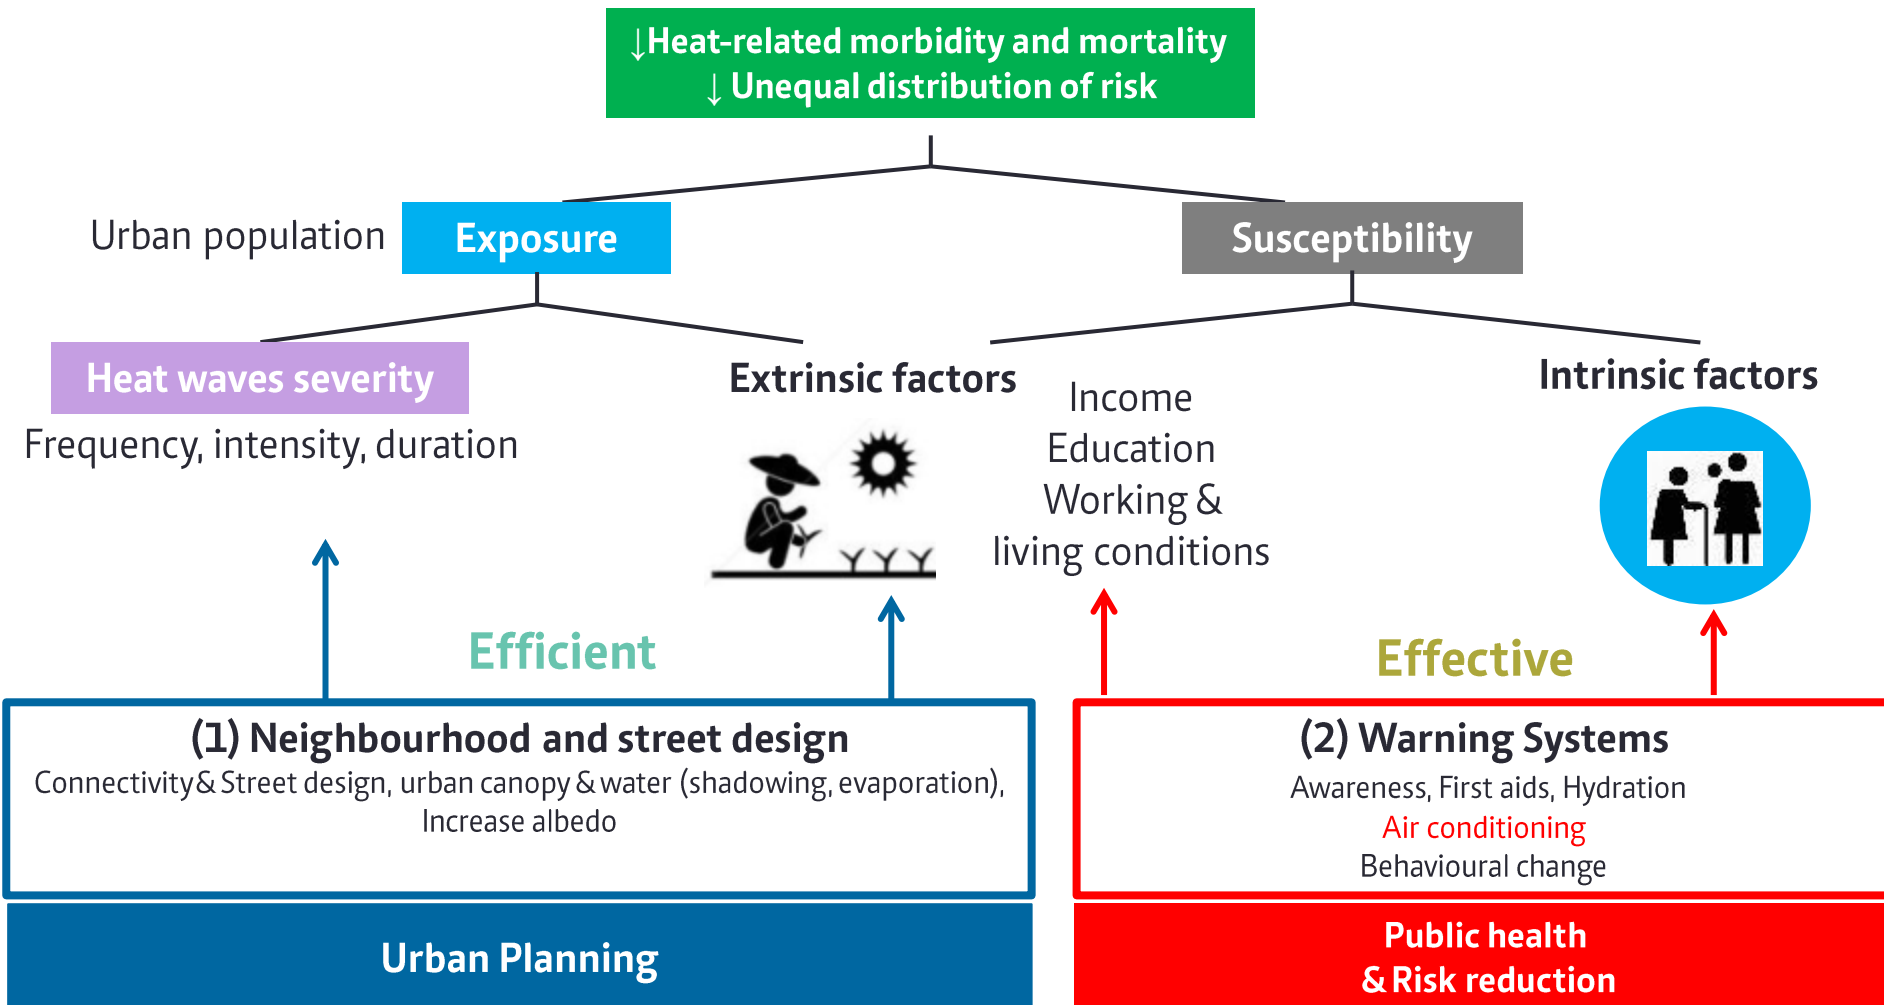 ↓Heat-related morbidity and mortality
↓ Unequal distribution of risk
Urban population
Exposure
Susceptibility
Heat waves severity
Frequency, intensity, duration
Extrinsic factors
Income
Education
Working &
living conditions
Intrinsic factors
Efficient
Effective
(1) Neighbourhood and street design
Connectivity & Street design, urban canopy & water (shadowing, evaporation),
Increase albedo
Urban Planning
(2) Warning Systems
Awareness, First aids, Hydration
Air conditioning
Behavioural change
Public health
& Risk reduction